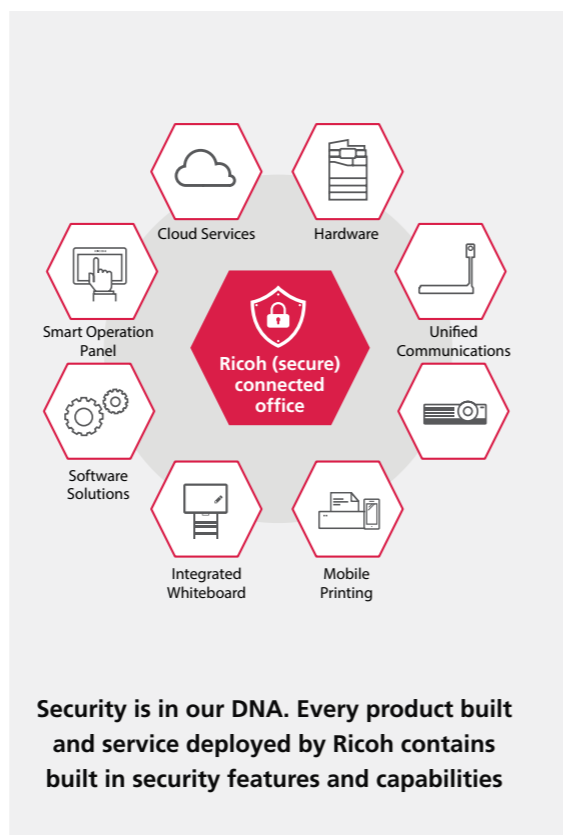 Cloud Services
Hardware
Smart Operation
Panel
Unified
Communications
Ricoh (secure)
connected
office
Software
Solutions
Integrated
Whiteboard
Mobile
Printing
Security is in our DNA. Every product built
and service deployed by Ricoh contains
built in security features and capabilities